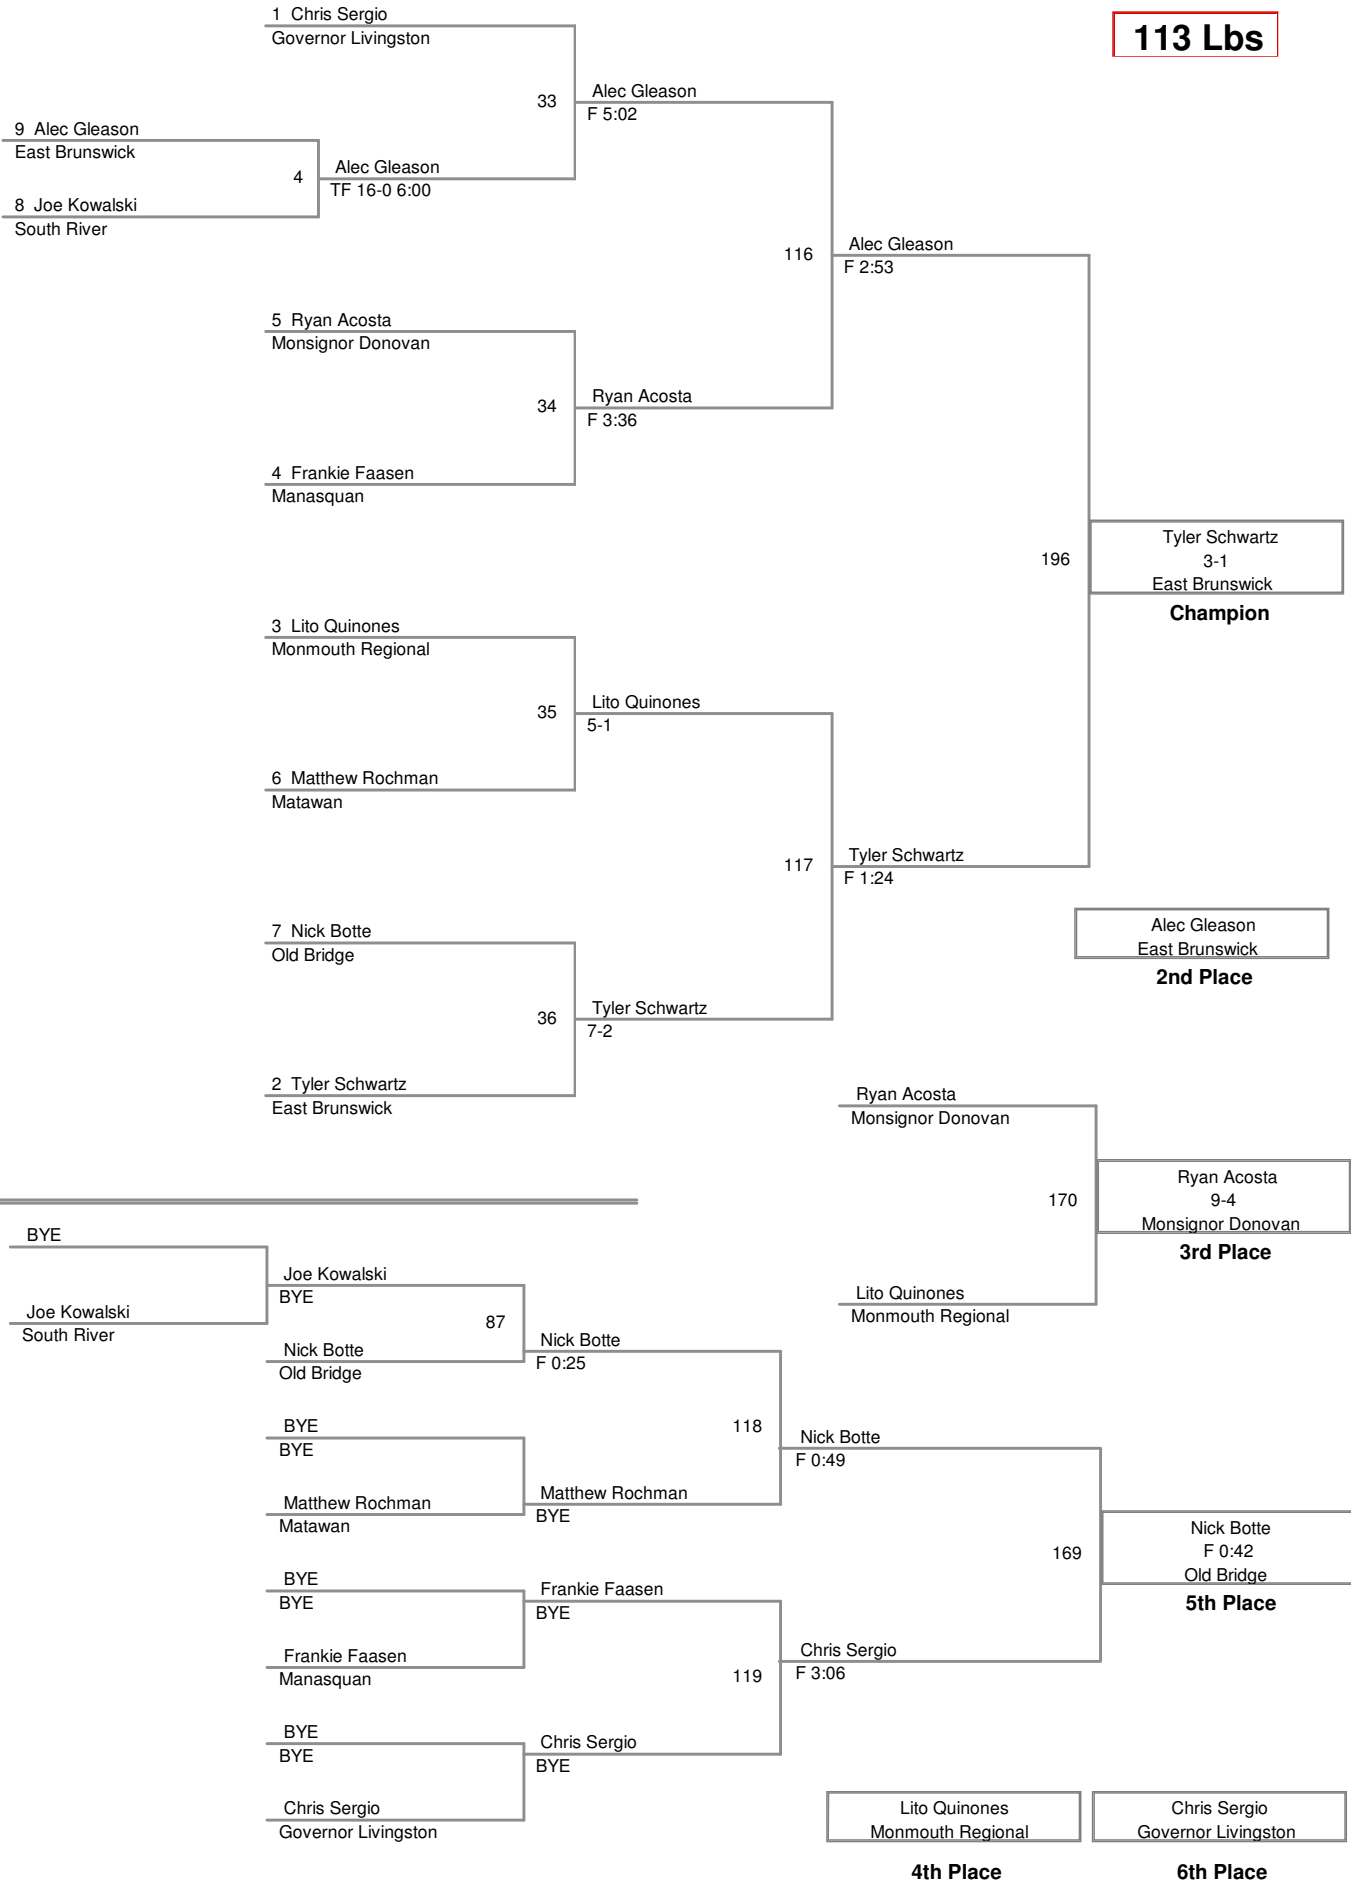 1 Chris Sergio
Governor Livingston
113 Lbs
33
Alec Gleason
F 5:02
9 Alec Gleason
East Brunswick
4
Alec Gleason
TF 16-0 6:00
8 Joe Kowalski
South River
116
Alec Gleason
F 2:53
5 Ryan Acosta
Monsignor Donovan
34
Ryan Acosta
F 3:36
4 Frankie Faasen
Manasquan
196
Tyler Schwartz
3-1
East Brunswick
Champion
3 Lito Quinones
Monmouth Regional
35
Lito Quinones
5-1
6 Matthew Rochman
Matawan
117
Tyler Schwartz
F 1:24
7 Nick Botte
Old Bridge
Alec Gleason
East Brunswick
2nd Place
36
Tyler Schwartz
7-2
2 Tyler Schwartz
East Brunswick
Ryan Acosta
Monsignor Donovan
170
Ryan Acosta
9-4
Monsignor Donovan
3rd Place
Lito Quinones
Monmouth Regional
BYE
Joe Kowalski
BYE
Joe Kowalski
South River
87
Nick Botte
Old Bridge
Nick Botte
F 0:25
BYE
BYE
118
Nick Botte
F 0:49
Matthew Rochman
Matawan
Matthew Rochman
BYE
169
Nick Botte
F 0:42
Old Bridge
5th Place
BYE
BYE
Frankie Faasen
BYE
Frankie Faasen
Manasquan
119
Chris Sergio
F 3:06
BYE
BYE
Chris Sergio
BYE
Chris Sergio
Governor Livingston
Lito Quinones
Monmouth Regional
4th Place
Chris Sergio
Governor Livingston
6th Place